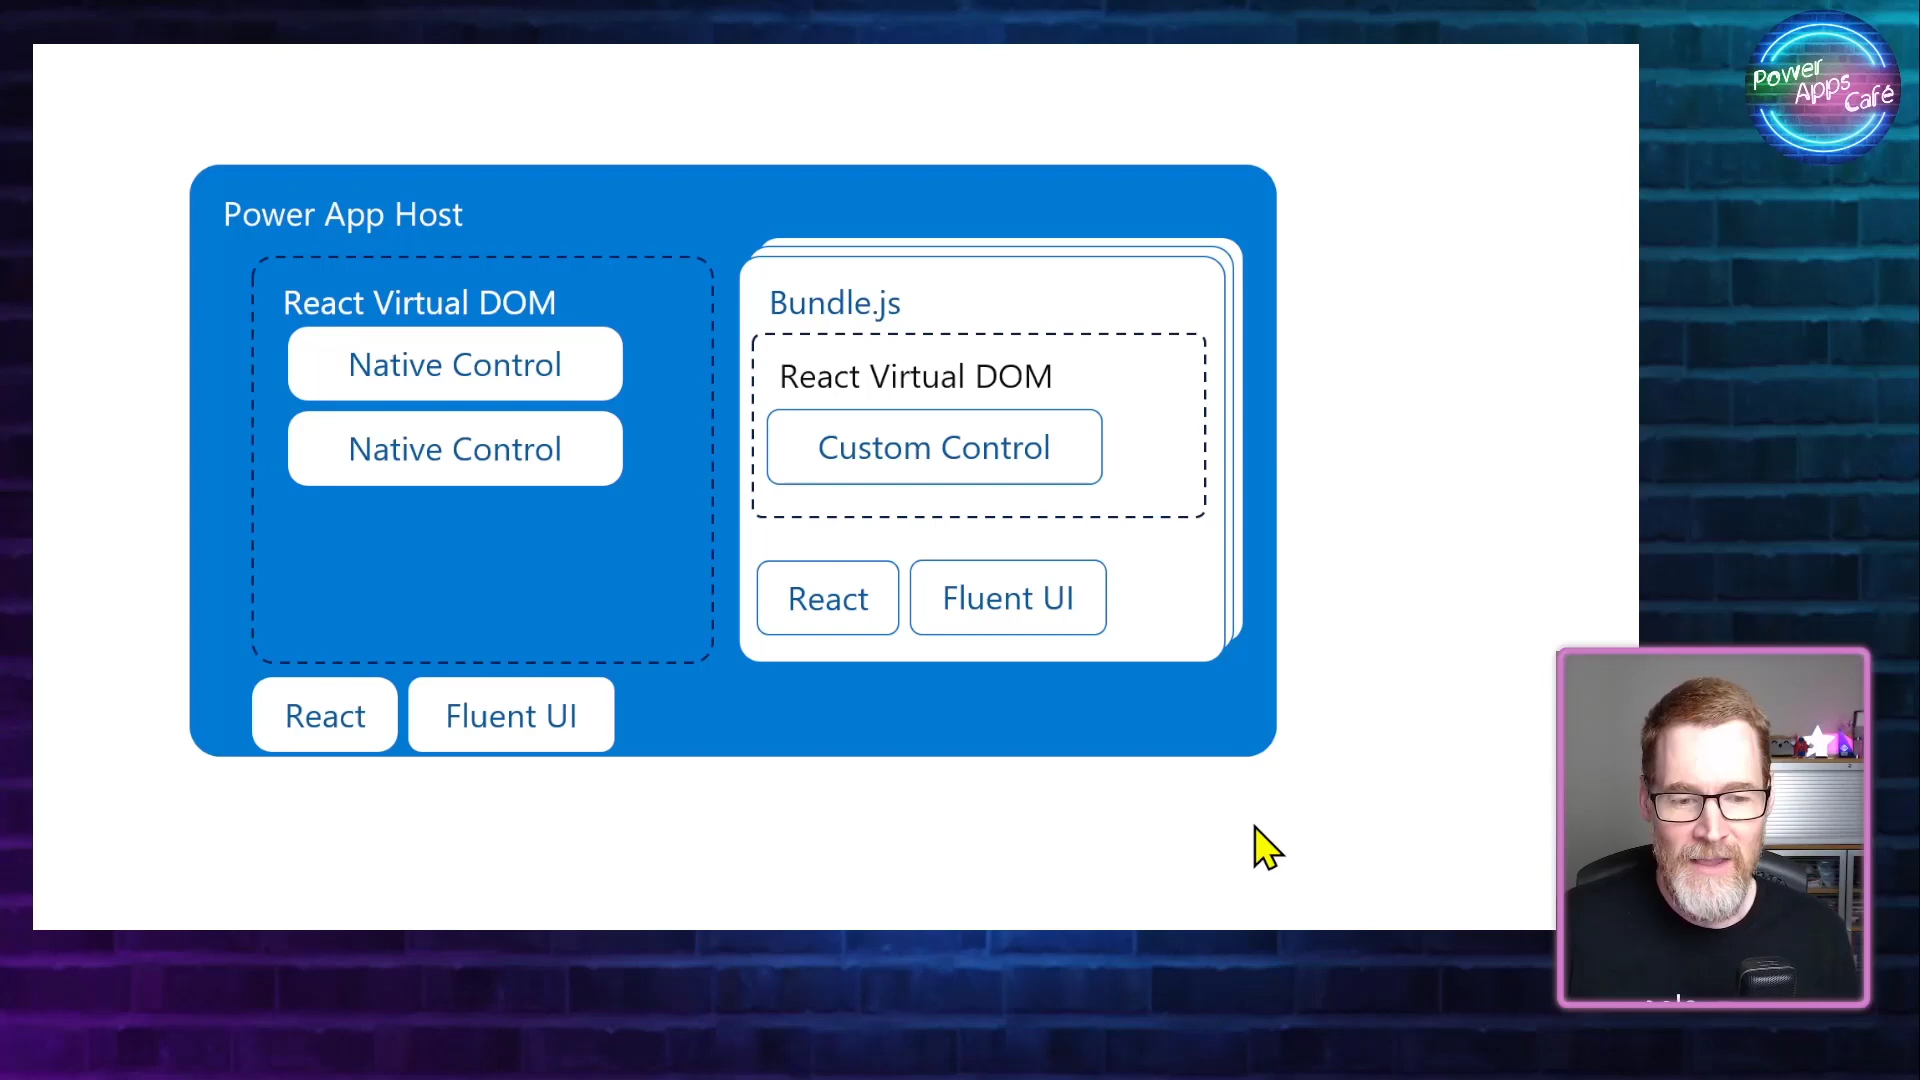 Power
Apps
Café
Power App Host
React Virtual DOM
Native Control
Native Control
React
Fluent UI
Bundle.js
React Virtual DOM
Custom Control
React
Fluent UI